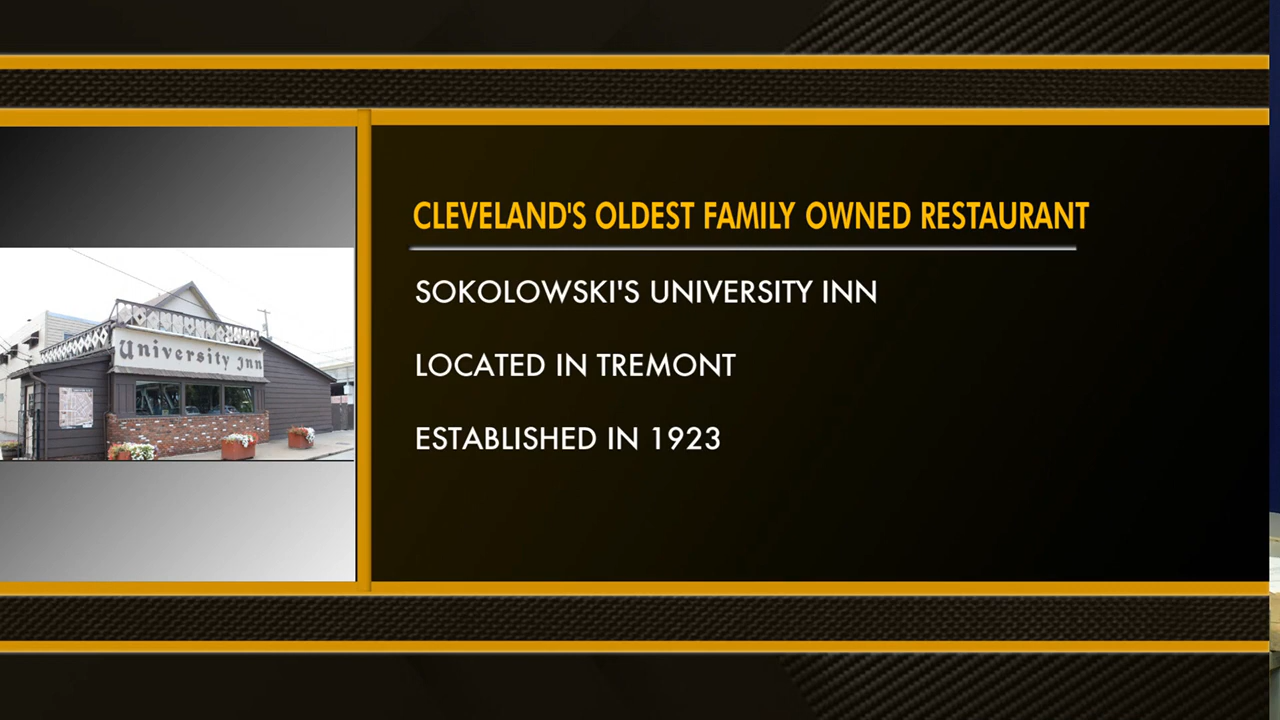 CLEVELAND'S OLDEST FAMILY OWNED RESTAURANT
SOKOLOWSKI'S UNIVERSITY INN
LOCATED IN TREMONT
ESTABLISHED IN 1923
University Inn